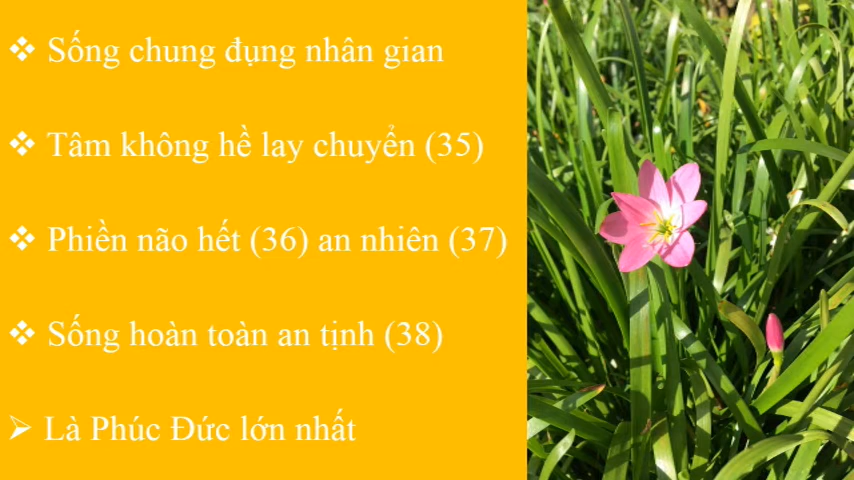 ❖ Sống chung đụng nhân gian
❖ Tâm không hề lay chuyển (35)
❖ Phiền não hết (36) an nhiên (37)
❖ Sống hoàn toàn an tịnh (38)
➢ Là Phúc Đức lớn nhất